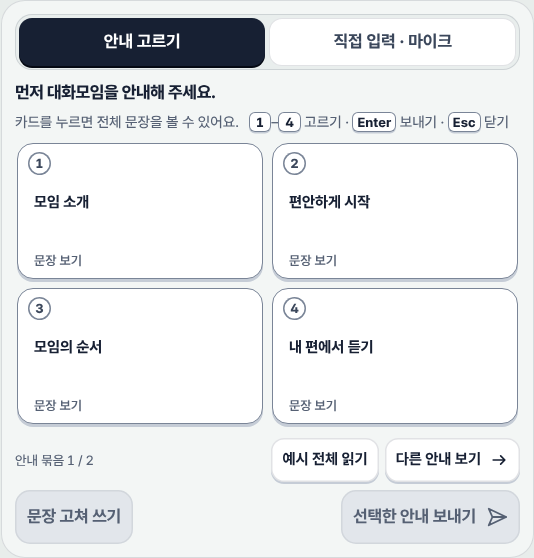 안내 고르기
직접 입력 · 마이크
먼저 대화모임을 안내해 주세요.
카드를 누르면 전체 문장을 볼 수 있어요. 1–4 고르기 · Enter 보내기 · Esc 닫기
1
모임 소개
문장 보기
2
편안하게 시작
문장 보기
3
모임의 순서
문장 보기
4
내 편에서 듣기
문장 보기
안내 묶음 1 / 2
예시 전체 읽기
다른 안내 보기 →
문장 고쳐 쓰기
선택한 안내 보내기